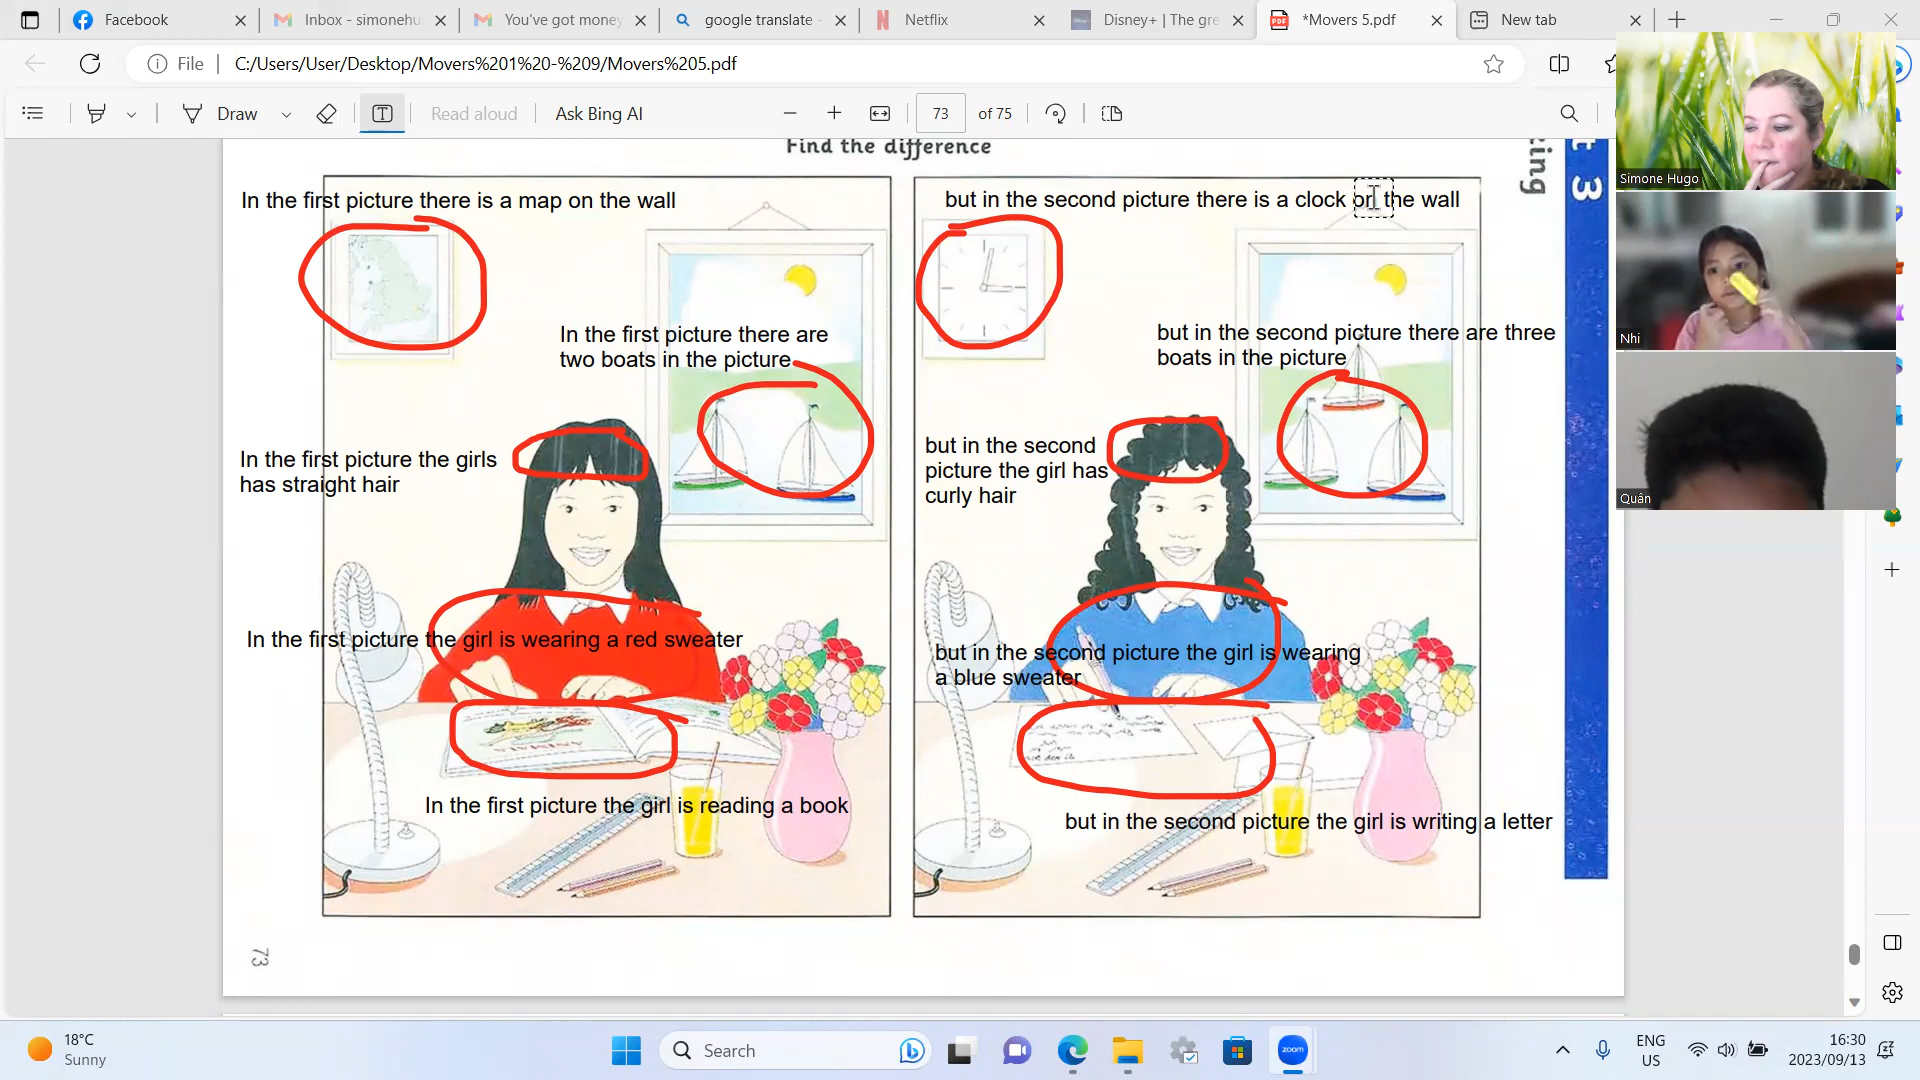 Facebook
Inbox - simonehu
You've got money
google translate -
Netflix
Disney+ | The gre
*Movers 5.pdf
New tab
File
C:/Users/User/Desktop/Movers%201%20-%209/Movers%205.pdf
Draw
Read aloud
Ask Bing AI
73
of 75
Find the difference
In the first picture there is a map on the wall
but in the second picture there is a clock on the wall
In the first picture there are
two boats in the picture
but in the second picture there are three
boats in the picture
In the first picture the girls
has straight hair
but in the second
picture the girl has
curly hair
In the first picture the girl is wearing a red sweater
but in the second picture the girl is wearing
a blue sweater
In the first picture the girl is reading a book
but in the second picture the girl is writing a letter
ANIMALS
73
t 3
king
Simone Hugo
Nhi
Quân
18°C
Sunny
Search
zoom
ENG
US
16:30
2023/09/13